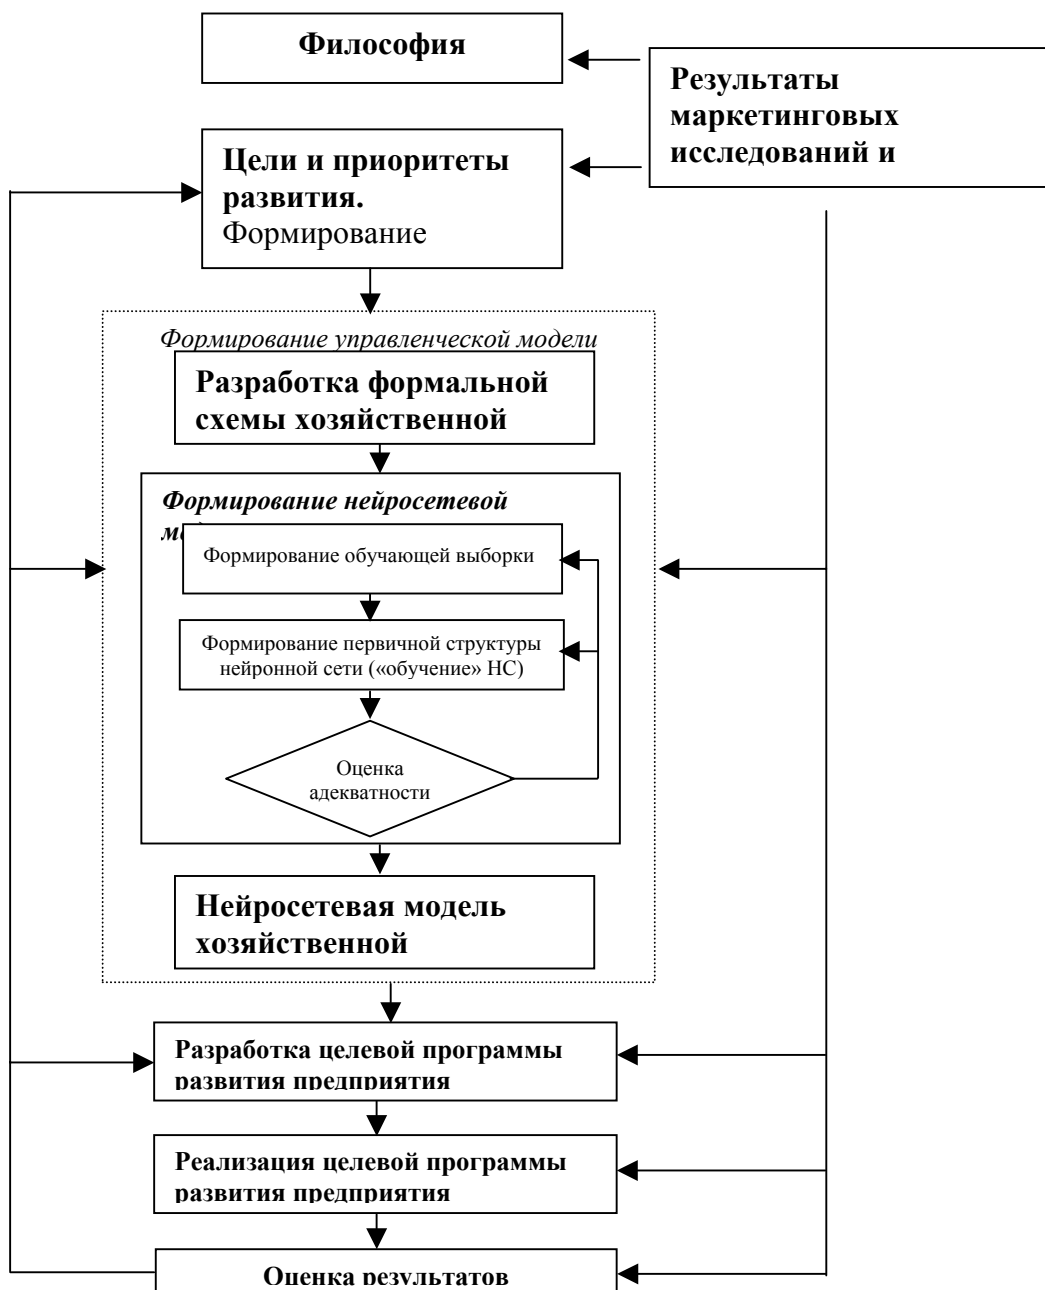 Философия
Результаты
маркетинговых
исследований и
Цели и приоритеты
развития.
Формирование
Формирование управленческой модели
Разработка формальной
схемы хозяйственной
Формирование нейросетевой
Формирование обучающей выборки
Формирование первичной структуры
нейронной сети («обучение» НС)
Оценка
адекватности
Нейросетевая модель
хозяйственной
Разработка целевой программы
развития предприятия
Реализация целевой программы
развития предприятия
Оценка результатов